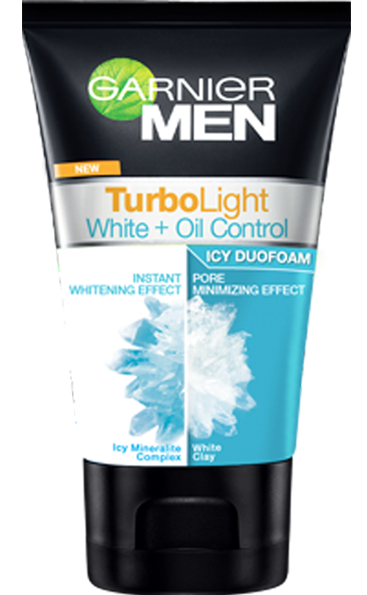 GARNIER
MEN
NEW
TurboLight
White + Oil Control
ICY DUOFOAM
INSTANT
WHITENING EFFECT
PORE
MINIMIZING EFFECT
Icy Mineralite
Complex
White
Clay